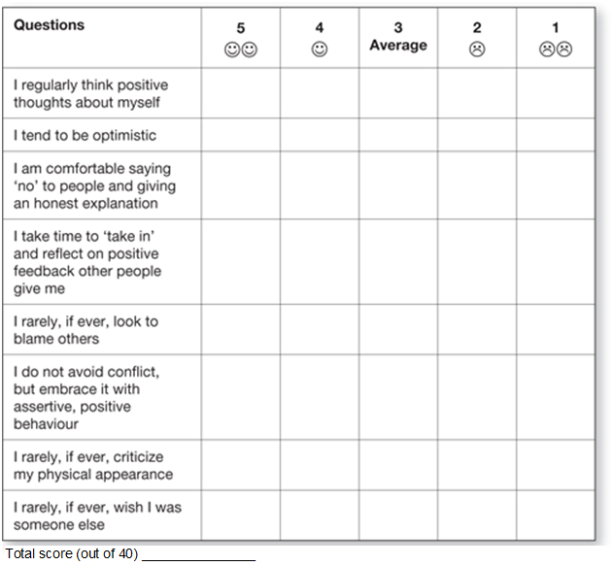 Questions 5 4 3 2 1
Average
I regularly think positive
thoughts about myself
I tend to be optimistic
I am comfortable saying
‘no’ to people and giving
an honest explanation
I take time to ‘take in’
and reflect on positive
feedback other people
give me
I rarely, if ever, look to
blame others
I do not avoid conflict,
but embrace it with
assertive, positive
behaviour
I rarely, if ever, criticize
my physical appearance
I rarely, if ever, wish I was
someone else
Total score (out of 40) ________________